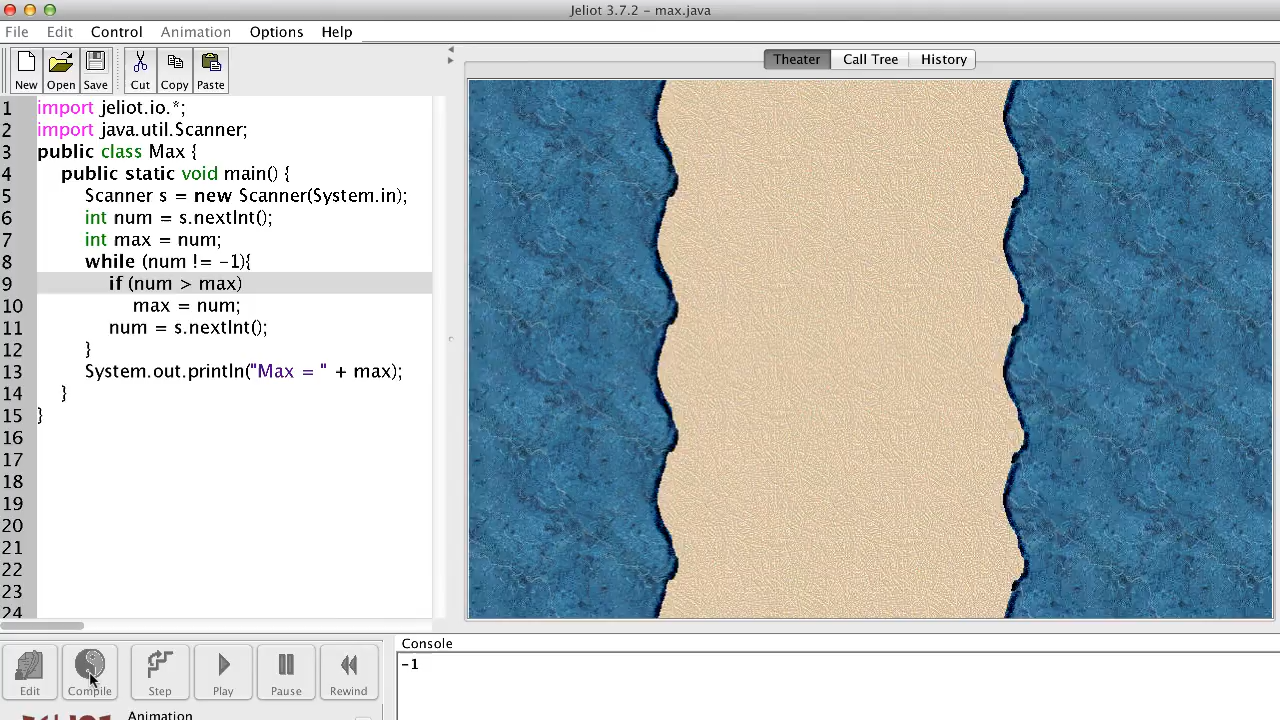 Jeliot 3.7.2 – max.java
File Edit Control Animation Options Help
New Open Save Cut Copy Paste
Theater Call Tree History
1 import jeliot.io.*;
2 import java.util.Scanner;
3 public class Max {
4 public static void main() {
5 Scanner s = new Scanner(System.in);
6 int num = s.nextInt();
7 int max = num;
8 while (num != -1){
9 if (num > max)
10 max = num;
11 num = s.nextInt();
12 }
13 System.out.println("Max = " + max);
14 }
15 }
16
17
18
19
20
21
22
23
24
Edit Compile Step Play Pause Rewind
Console
-1
Animation